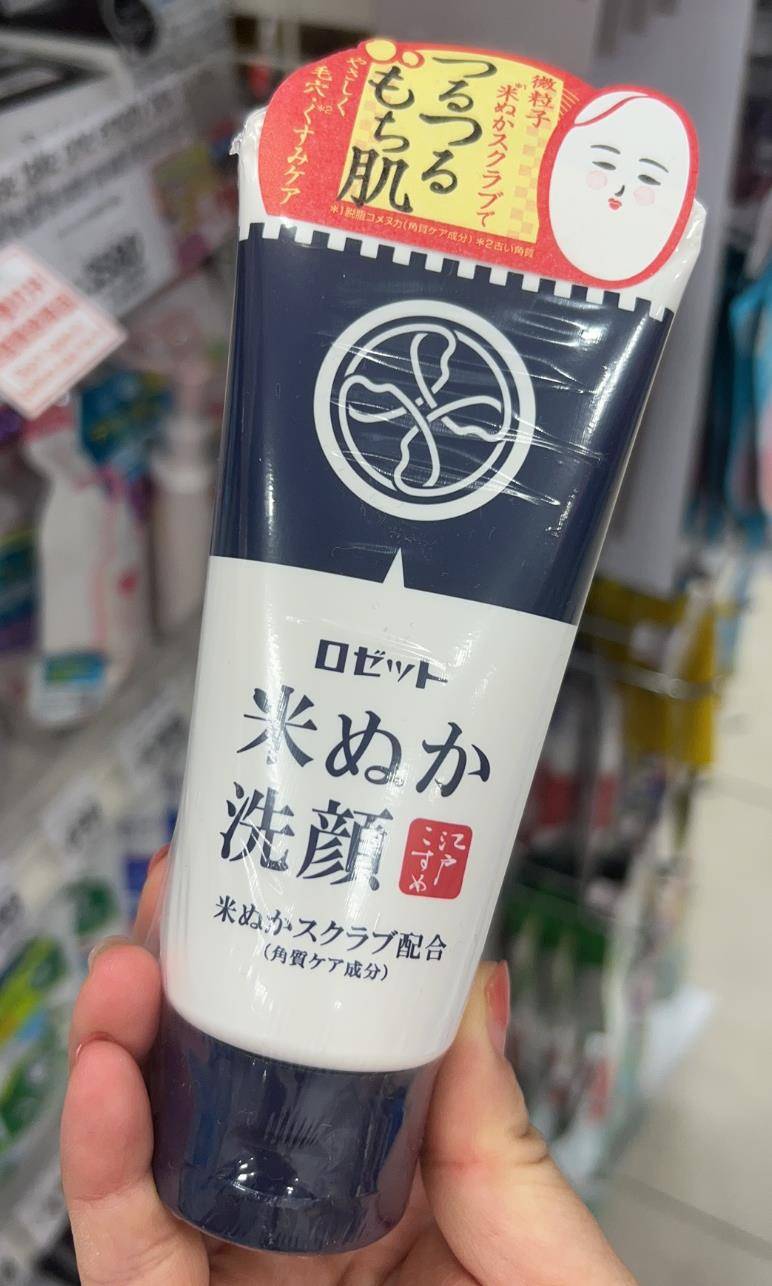 微粒子
米ぬか*1スクラブで
つるつる
もち肌
やさしく
毛穴・くすみ*2ケア
*1脱脂コメヌカ(角質ケア成分) *2古い角質
ロゼット
米ぬか
洗顔
江戸
こすめ
米ぬかスクラブ配合
(角質ケア成分)